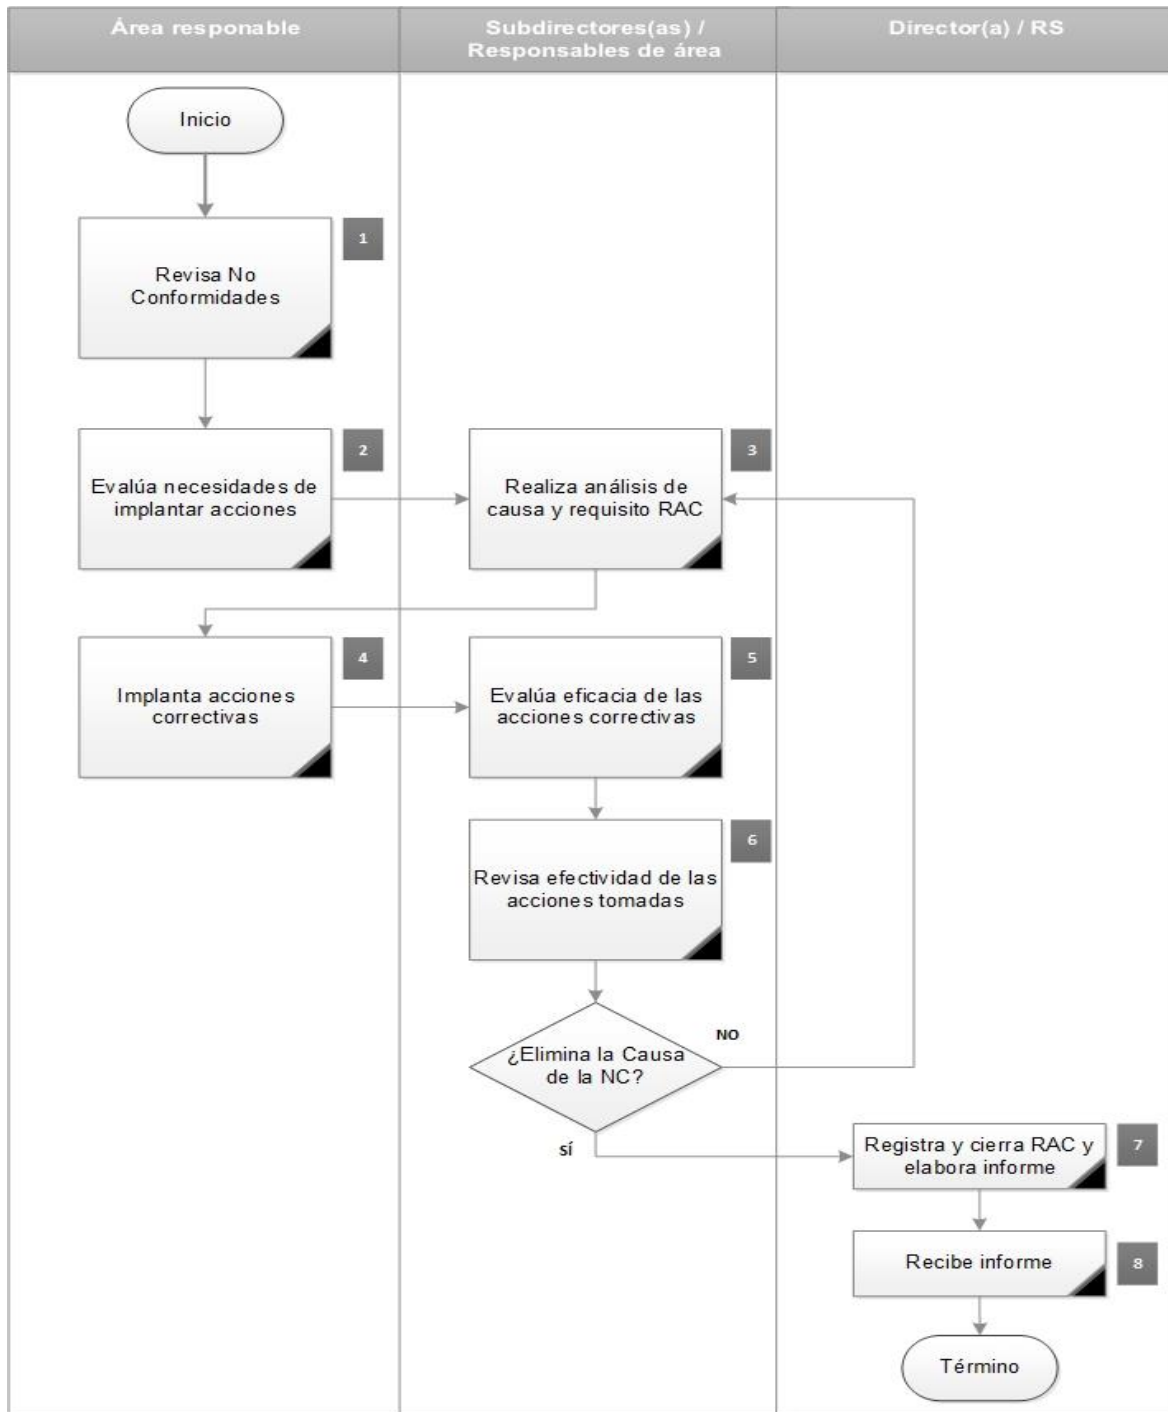 Área responable
Subdirectores(as) /
Responsables de área
Director(a) / RS
Inicio
1
Revisa No
Conformidades
2
Evalúa necesidades de
implantar acciones
3
Realiza análisis de
causa y requisito RAC
4
Implanta acciones
correctivas
5
Evalúa eficacia de las
acciones correctivas
6
Revisa efectividad de las
acciones tomadas
¿Elimina la Causa
de la NC?
NO
SÍ
Registra y cierra RAC y
elabora informe
7
Recibe informe
8
Término